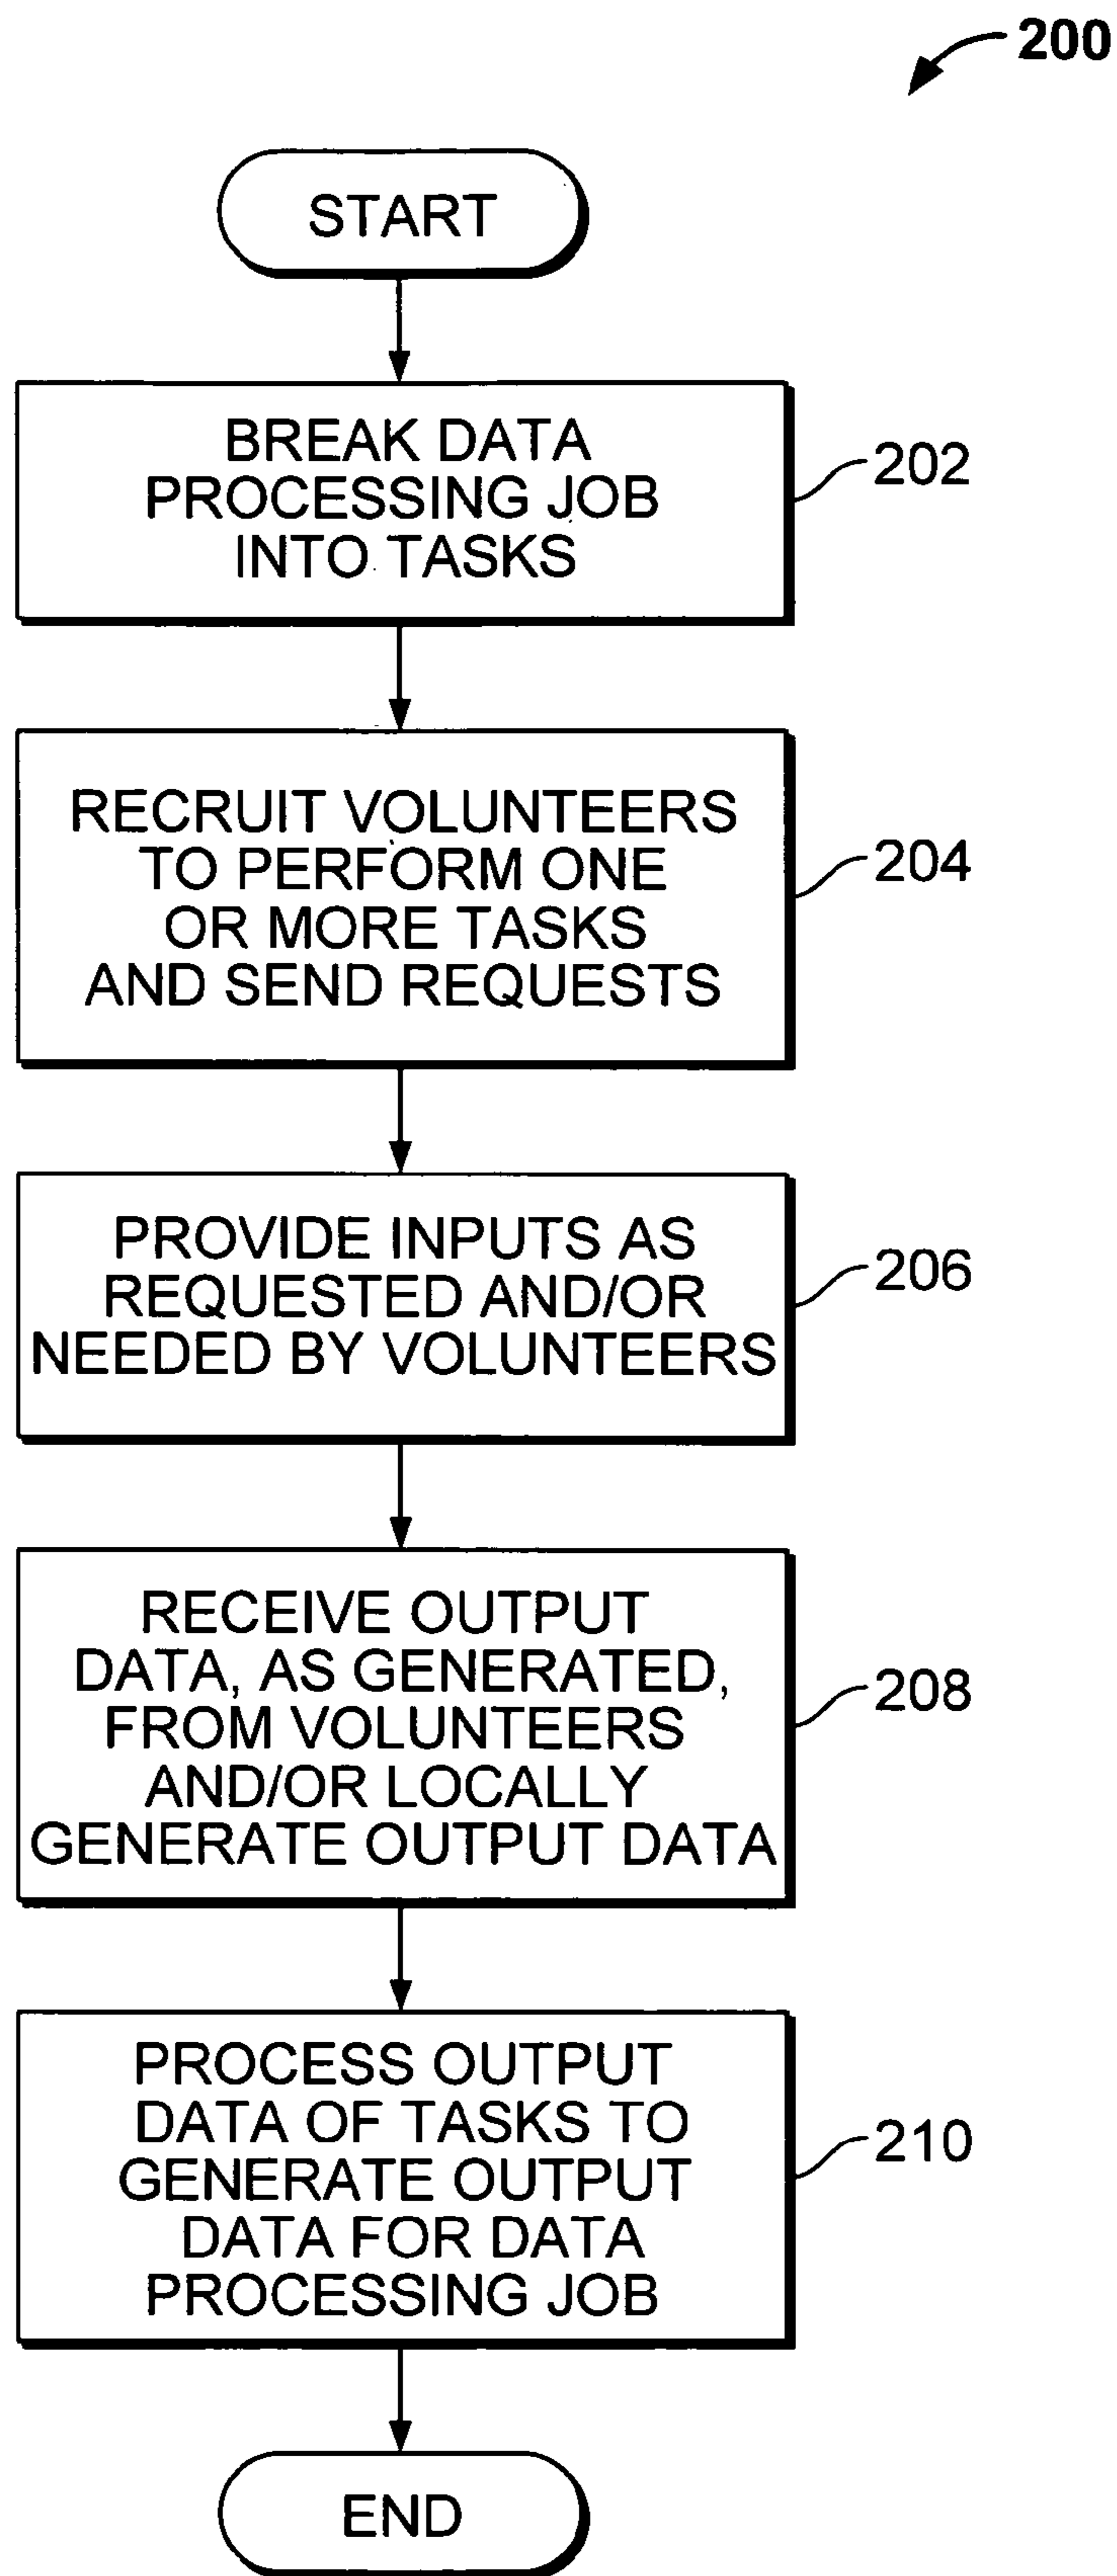 200
START
BREAK DATA
PROCESSING JOB
INTO TASKS
202
RECRUIT VOLUNTEERS
TO PERFORM ONE
OR MORE TASKS
AND SEND REQUESTS
204
PROVIDE INPUTS AS
REQUESTED AND/OR
NEEDED BY VOLUNTEERS
206
RECEIVE OUTPUT
DATA, AS GENERATED,
FROM VOLUNTEERS
AND/OR LOCALLY
GENERATE OUTPUT DATA
208
PROCESS OUTPUT
DATA OF TASKS TO
GENERATE OUTPUT
DATA FOR DATA
PROCESSING JOB
210
END